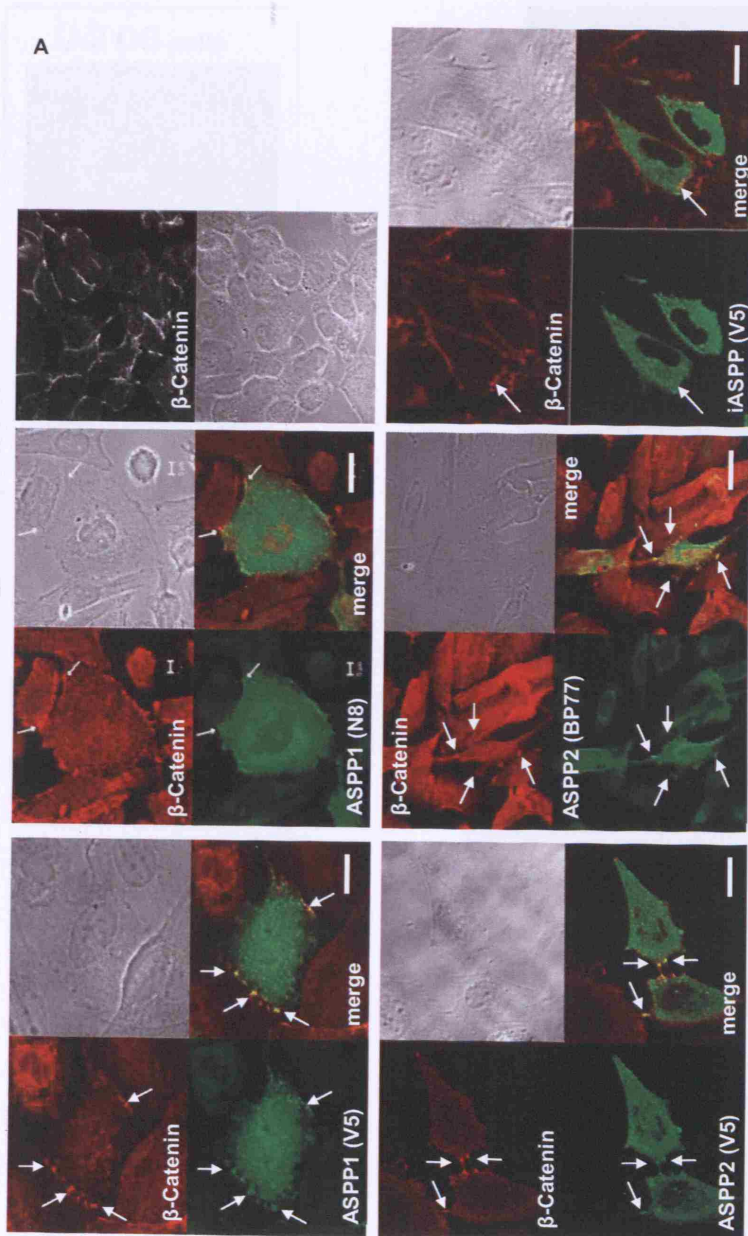 A
β-Catenin
β-Catenin
ASPP1 (N8)
merge
β-Catenin
ASPP1 (V5)
merge
β-Catenin
iASPP (V5)
merge
β-Catenin
ASPP2 (BP77)
merge
β-Catenin
ASPP2 (V5)
merge